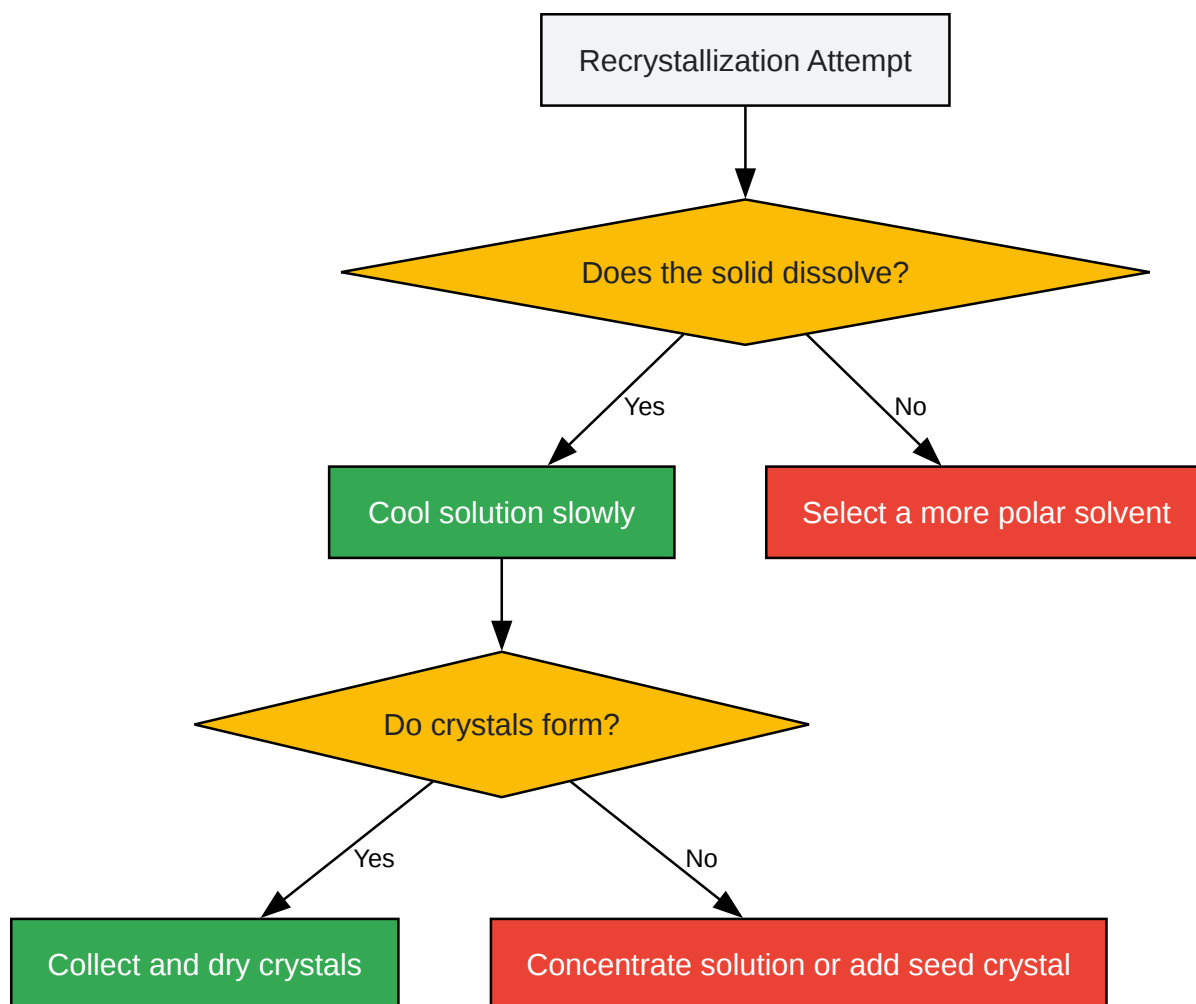 Recrystallization Attempt
Does the solid dissolve?
Yes
No
Cool solution slowly
Select a more polar solvent
Do crystals form?
Yes
No
Collect and dry crystals
Concentrate solution or add seed crystal